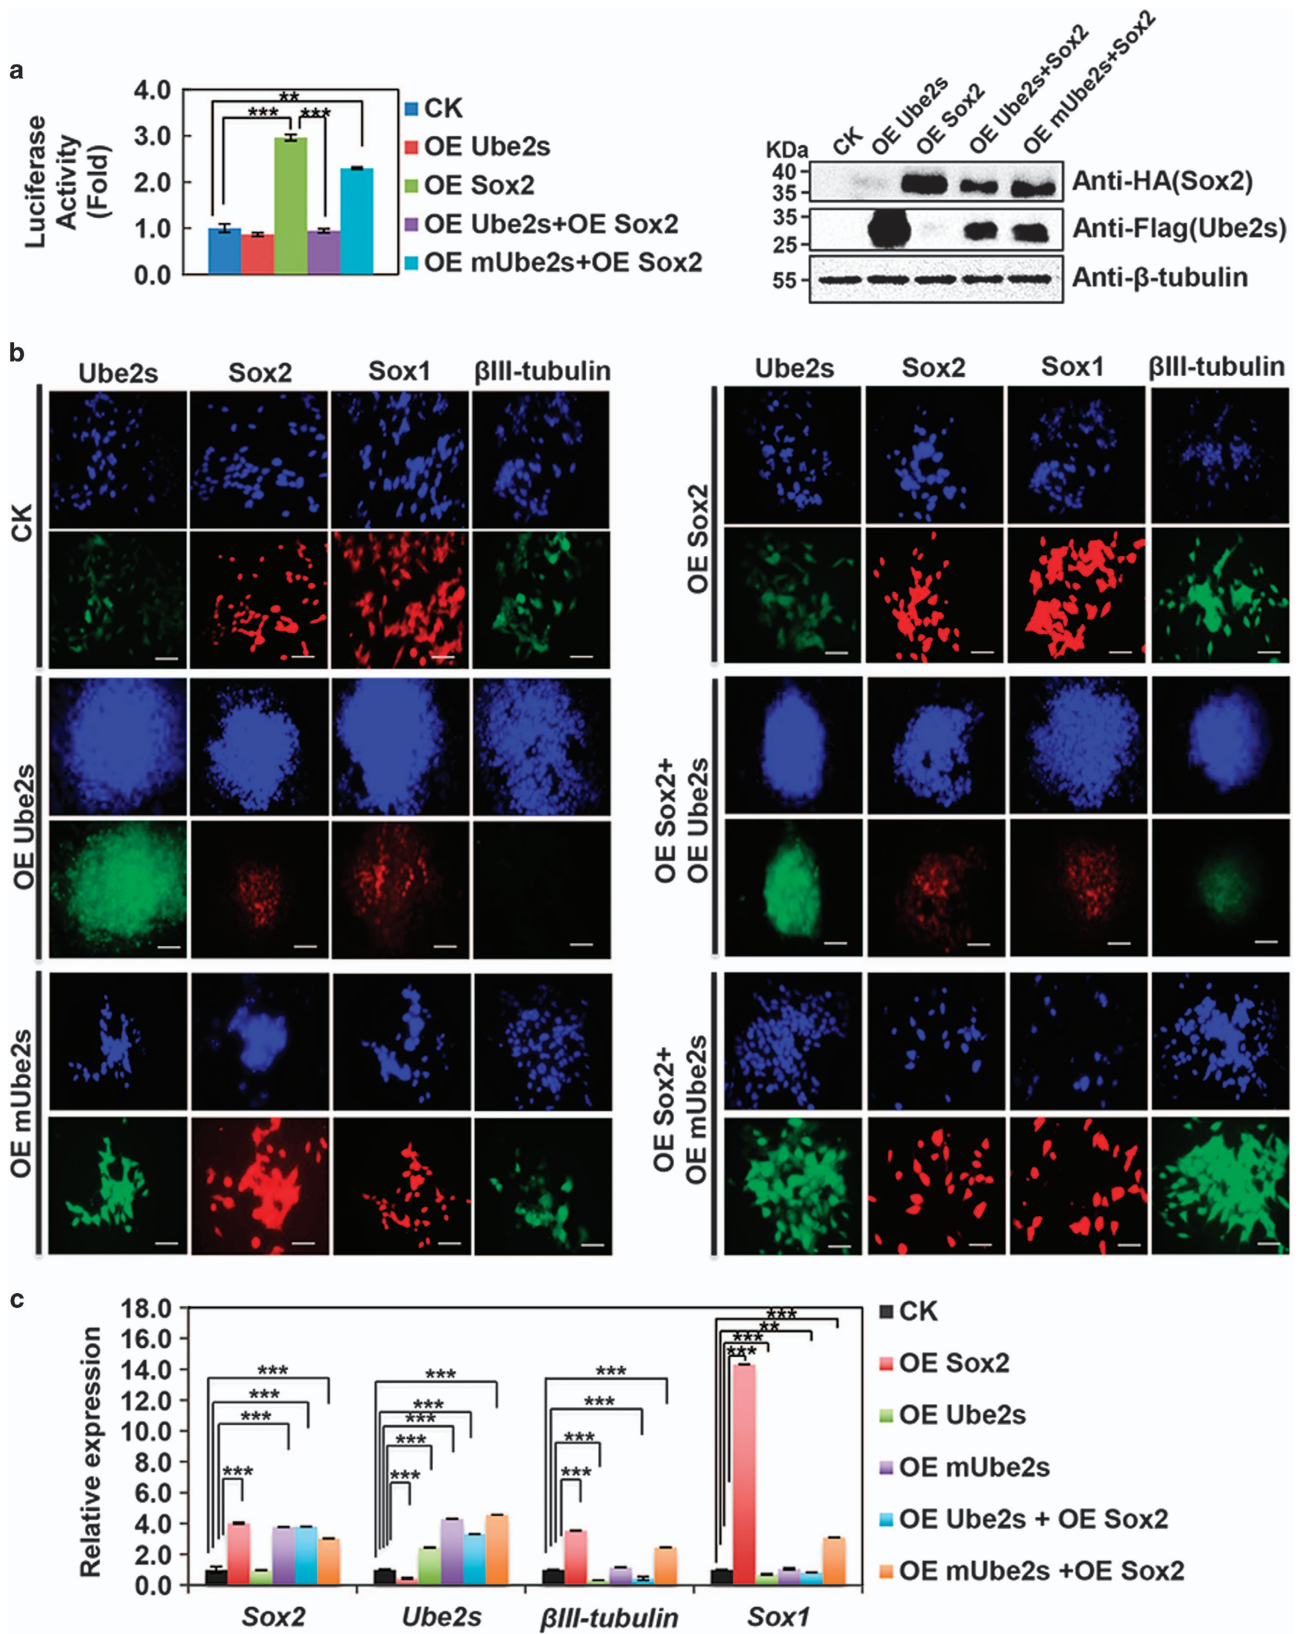 a
Luciferase
Activity
(Fold)
4.0
3.0
2.0
1.0
0.0
**
***
***
CK
OE Ube2s
OE Sox2
OE Ube2s+OE Sox2
OE mUbe2s+OE Sox2
KDa
CK
OE Ube2s
OE Sox2
OE Ube2s+Sox2
OE mUbe2s+Sox2
40
35
Anti-HA(Sox2)
35
25
Anti-Flag(Ube2s)
55
Anti-β-tubulin
b
Ube2s Sox2 Sox1 βIII-tubulin
Ube2s Sox2 Sox1 βIII-tubulin
CK
OE Sox2
OE Ube2s
OE Sox2+
OE Ube2s
OE mUbe2s
OE Sox2+
OE mUbe2s
c
Relative expression
18.0
16.0
14.0
12.0
10.0
8.0
6.0
4.0
2.0
0.0
***
***
***
***
***
***
***
***
***
***
***
***
***
***
**
***
***
Sox2 Ube2s βIII-tubulin Sox1
CK
OE Sox2
OE Ube2s
OE mUbe2s
OE Ube2s + OE Sox2
OE mUbe2s +OE Sox2